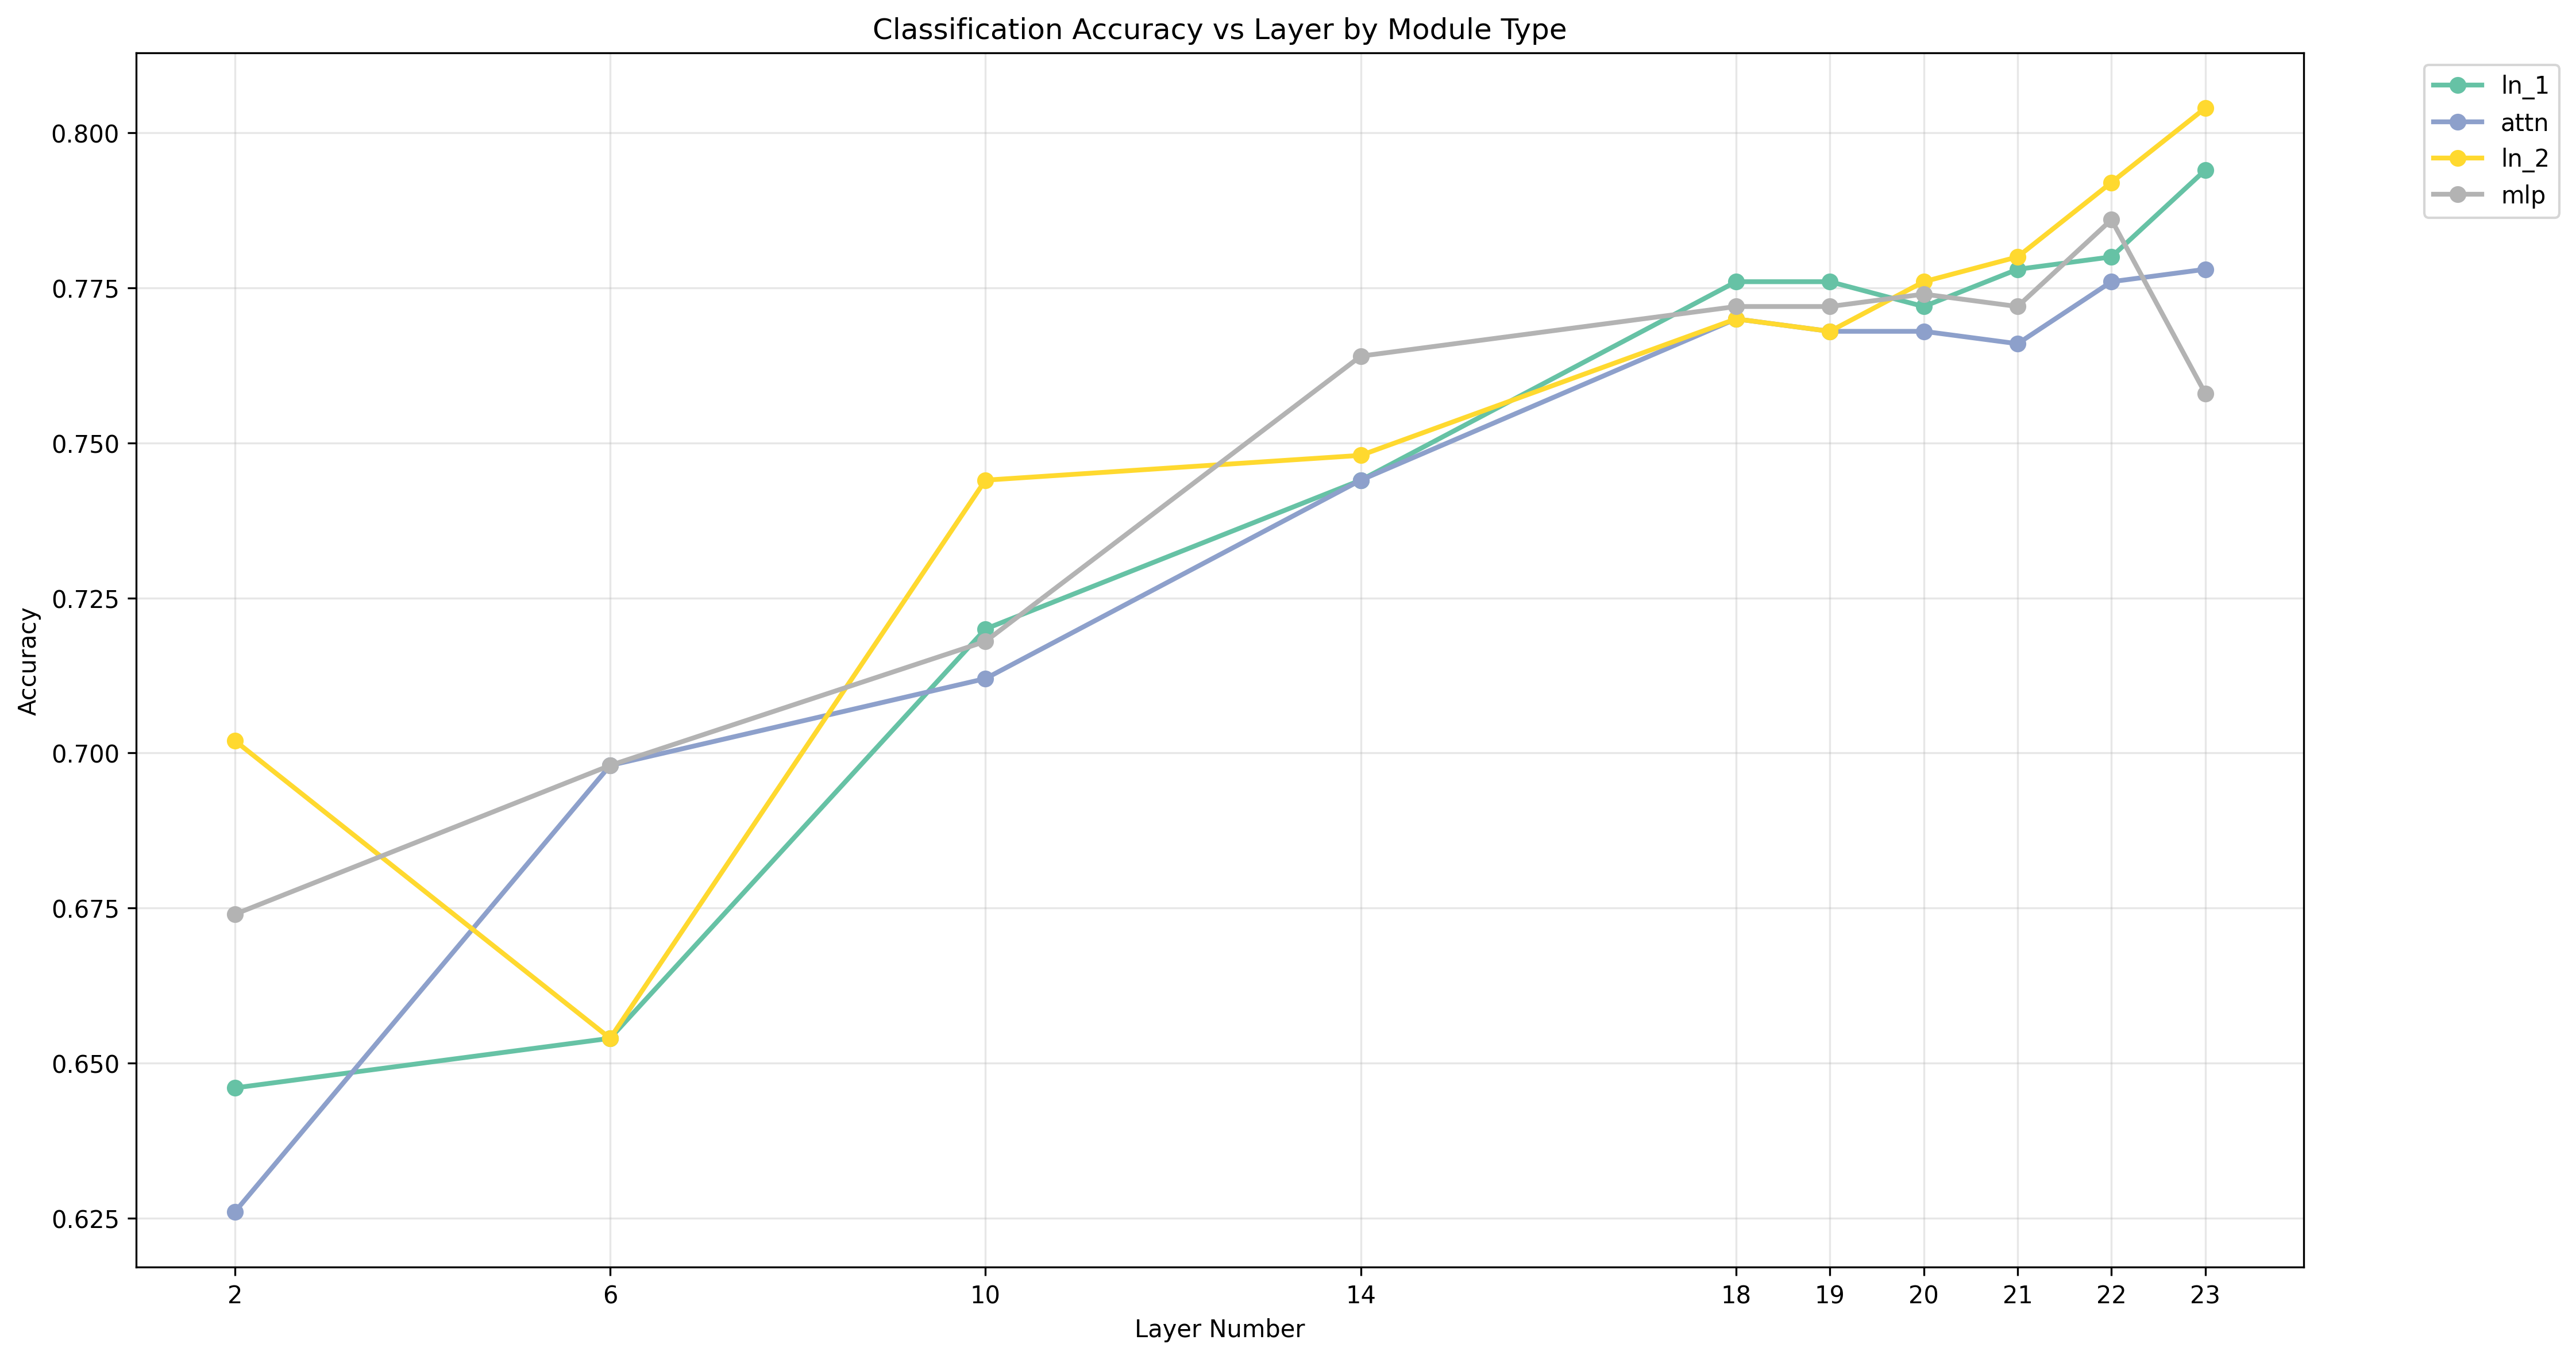 Classification Accuracy vs Layer by Module Type
ln_1
attn
ln_2
mlp
0.800
0.775
0.750
0.725
0.700
0.675
0.650
0.625
Accuracy
2 6 10 14 18 19 20 21 22 23
Layer Number